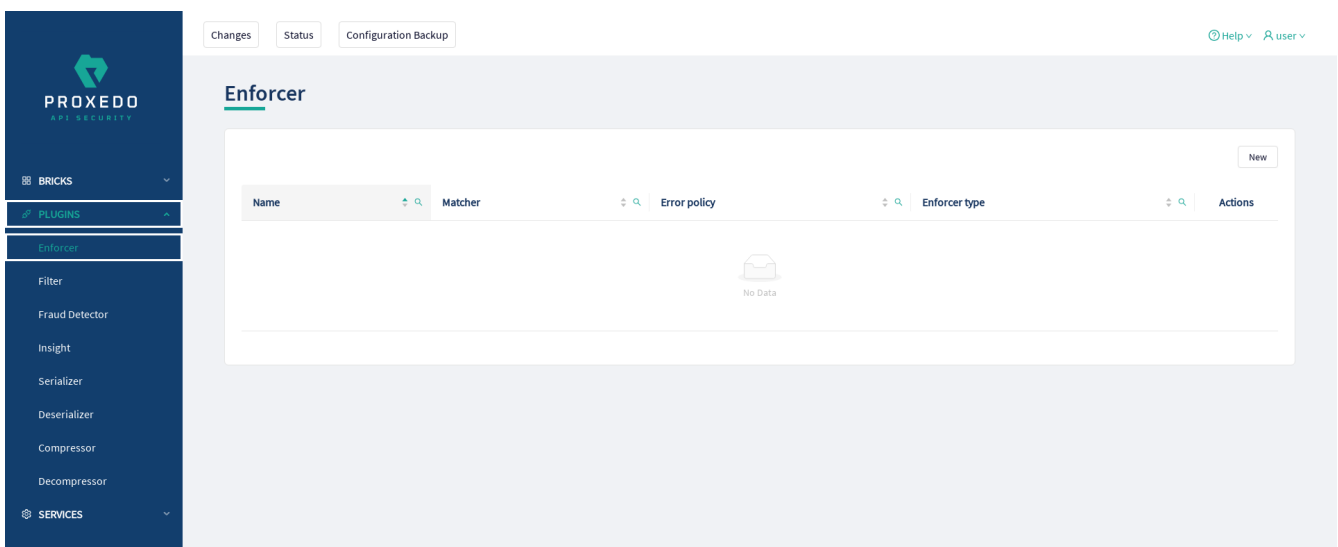 Changes Status Configuration Backup Help user
PROXEDO
API SECURITY
Enforcer
New
BRICKS
Name Matcher Error policy Enforcer type Actions
PLUGINS
Enforcer
Filter
No Data
Fraud Detector
Insight
Serializer
Deserializer
Compressor
Decompressor
SERVICES